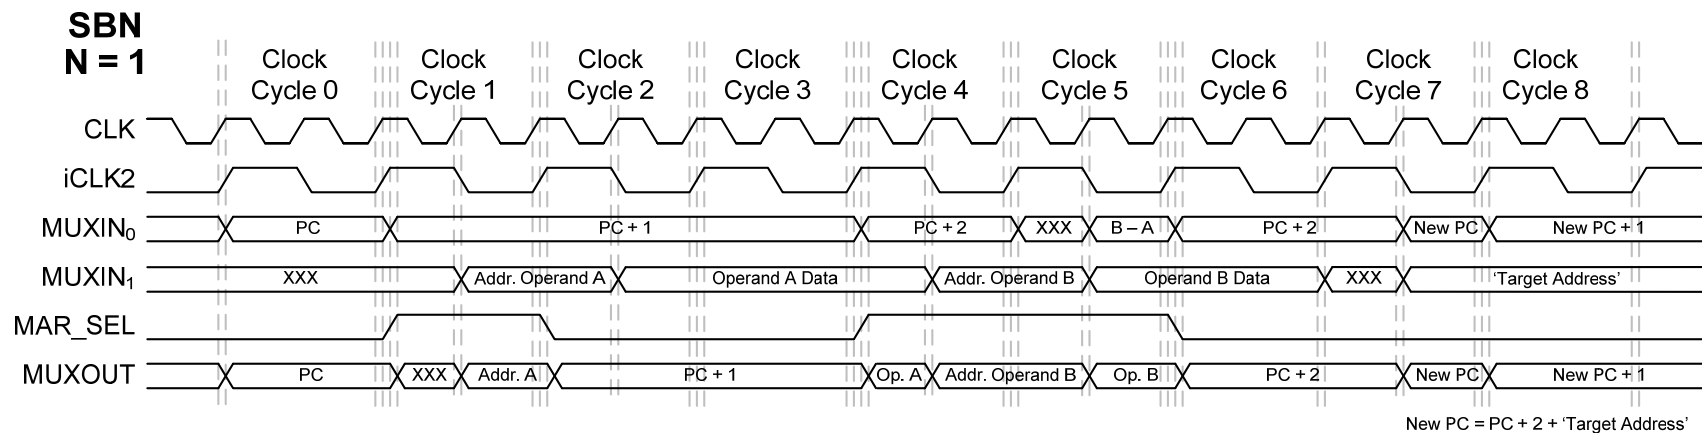 SBN
N = 1
Clock Cycle 0
Clock Cycle 1
Clock Cycle 2
Clock Cycle 3
Clock Cycle 4
Clock Cycle 5
Clock Cycle 6
Clock Cycle 7
Clock Cycle 8
CLK
iCLK2
MUXIN₀ PC PC + 1 PC + 2 XXX B – A PC + 2 New PC New PC + 1
MUXIN₁ XXX Addr. Operand A Operand A Data Addr. Operand B Operand B Data XXX ‘Target Address’
MAR_SEL
MUXOUT PC XXX Addr. A PC + 1 Op. A Addr. Operand B Op. B PC + 2 New PC New PC + 1
New PC = PC + 2 + ‘Target Address’